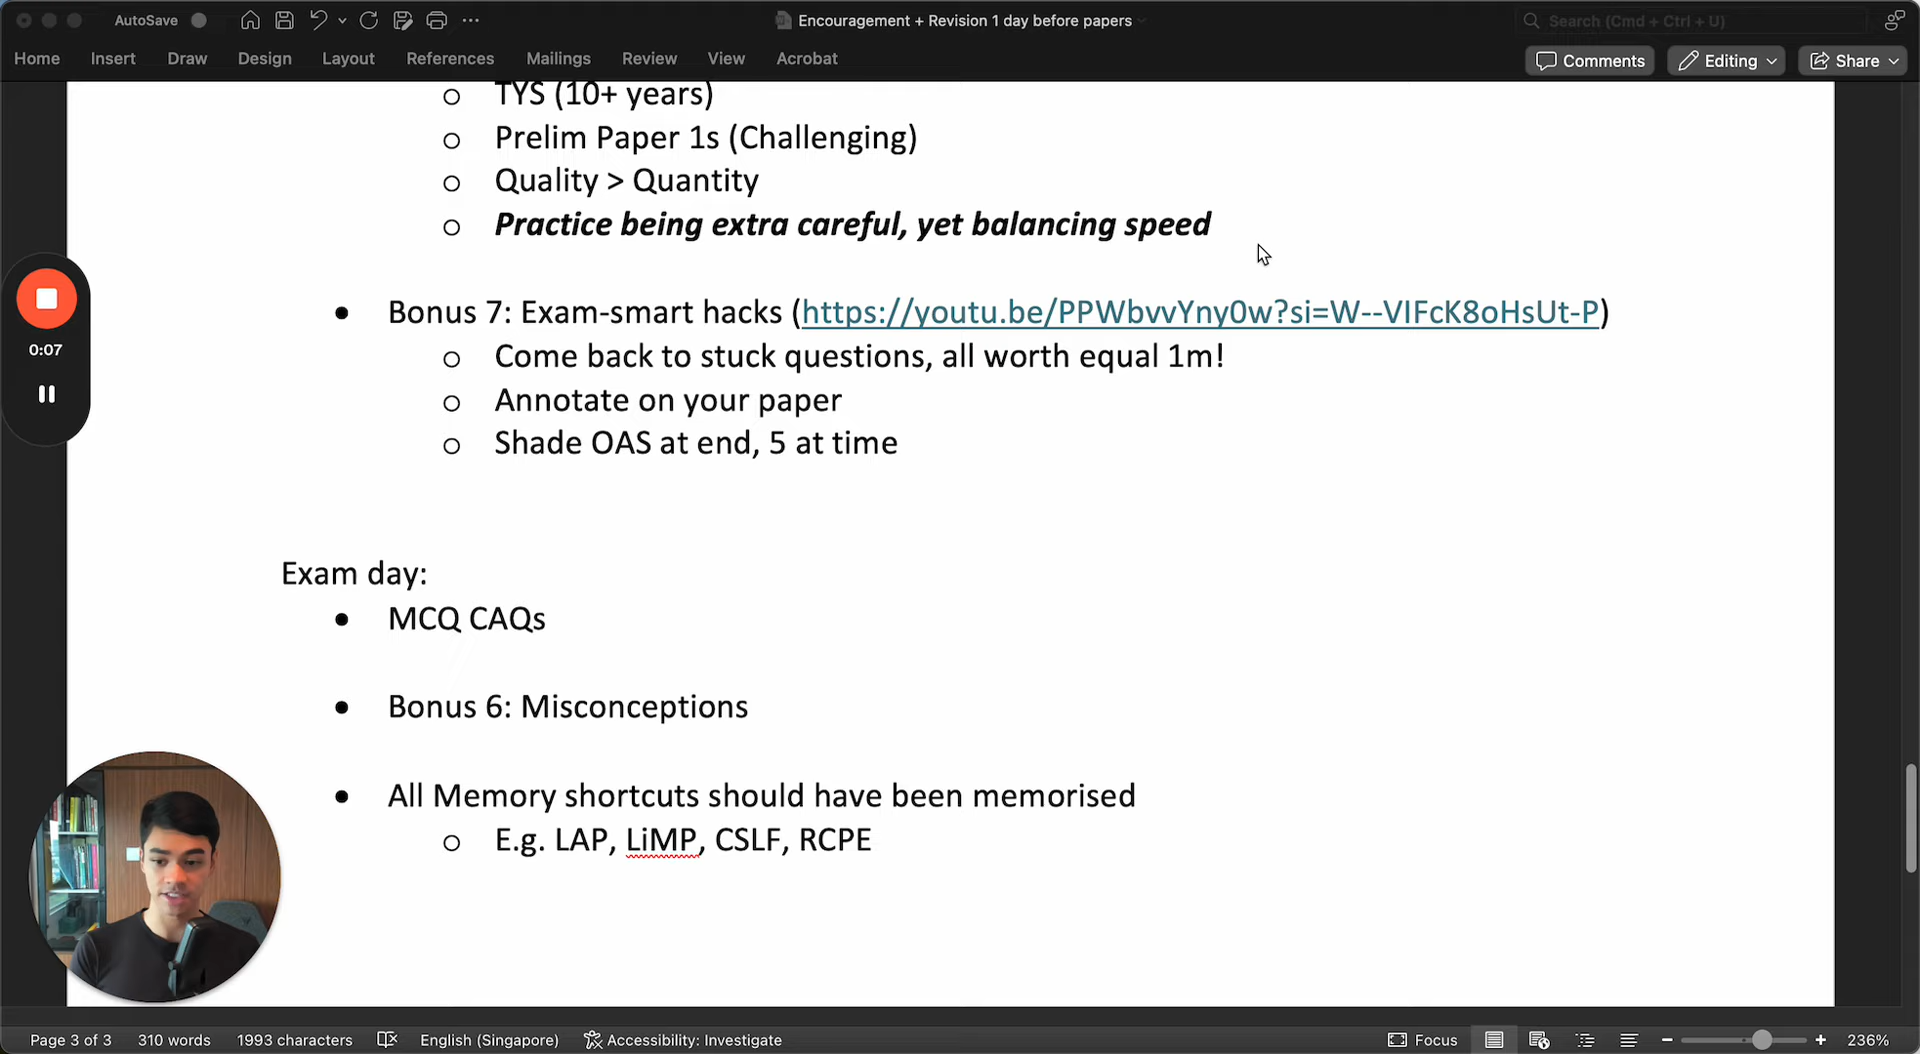 AutoSave
Encouragement + Revision 1 day before papers
Search (Cmd + Ctrl + U)
Home
Insert
Draw
Design
Layout
References
Mailings
Review
View
Acrobat
Comments
Editing
Share
TYS (10+ years)
Prelim Paper 1s (Challenging)
Quality > Quantity
Practice being extra careful, yet balancing speed
0:07
Bonus 7: Exam-smart hacks (https://youtu.be/PPWbvvYny0w?si=W--VIFcK8oHsUt-P)
Come back to stuck questions, all worth equal 1m!
Annotate on your paper
Shade OAS at end, 5 at time
Exam day:
MCQ CAQs
Bonus 6: Misconceptions
All Memory shortcuts should have been memorised
E.g. LAP, LiMP, CSLF, RCPE
Page 3 of 3
310 words
1993 characters
English (Singapore)
Accessibility: Investigate
Focus
236%